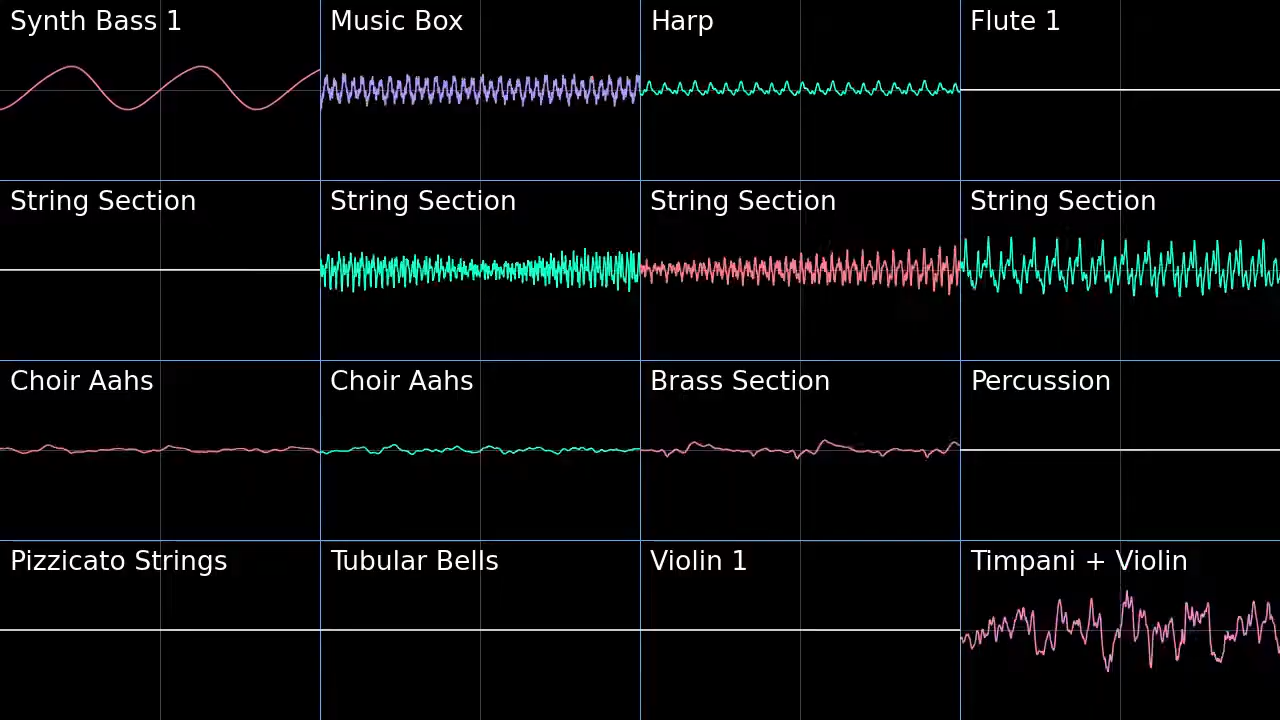 Synth Bass 1
Music Box
Harp
Flute 1
String Section
String Section
String Section
String Section
Choir Aahs
Choir Aahs
Brass Section
Percussion
Pizzicato Strings
Tubular Bells
Violin 1
Timpani + Violin